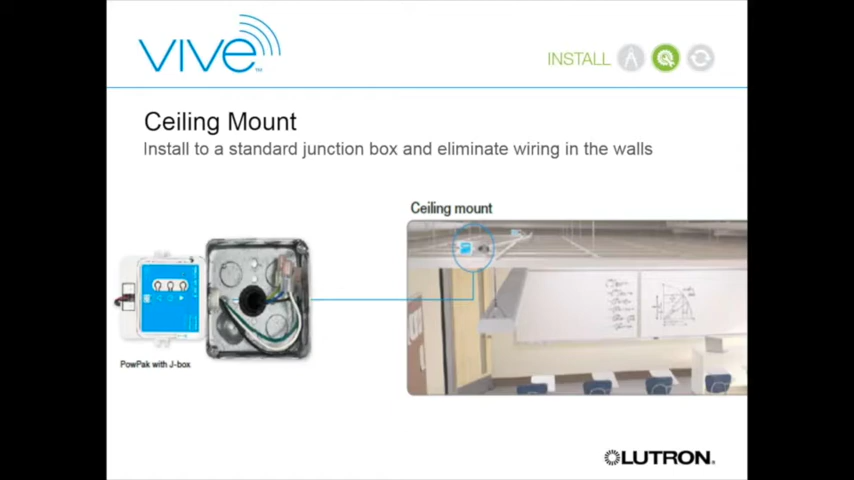 vive™
INSTALL
Ceiling Mount
Install to a standard junction box and eliminate wiring in the walls
Ceiling mount
PowPak with J-box
LUTRON®